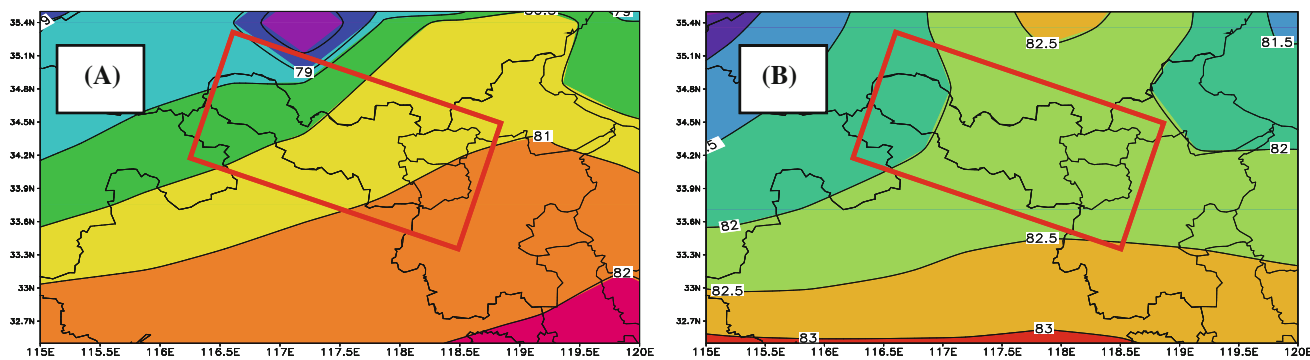 (A)
35.4N
35.1N
34.8N
34.5N
34.2N
33.9N
33.6N
33.3N
33N
32.7N
79
81
82
115E 115.5E 116E 116.5E 117E 117.5E 118E 118.5E 119E 119.5E 120E
(B)
35.4N
35.1N
34.8N
34.5N
34.2N
33.9N
33.6N
33.3N
33N
32.7N
82.5
81.5
82
82
82.5
82.5
83
83
115E 115.5E 116E 116.5E 117E 117.5E 118E 118.5E 119E 119.5E 120E